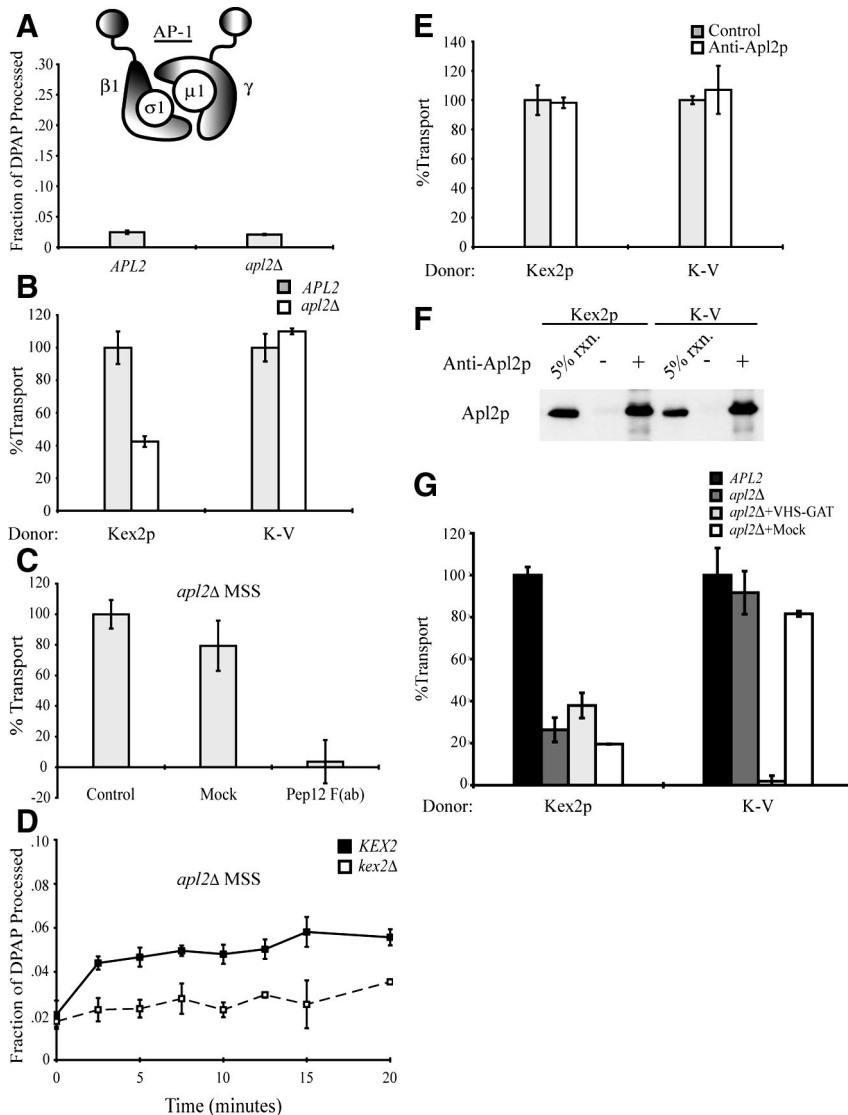 A
AP-1
β1
σ1
μ1
γ
Fraction of DPAP Processed
.30
.25
.20
.15
.10
.05
0
APL2
apl2Δ
B
APL2
apl2Δ
%Transport
120
100
80
60
40
20
0
Donor:
Kex2p
K-V
C
apl2Δ MSS
% Transport
120
100
80
60
40
20
0
-20
Control
Mock
Pep12 F(ab)
D
KEX2
kex2Δ
apl2Δ MSS
Fraction of DPAP Processed
.10
.08
.06
.04
.02
0
0
5
10
15
20
Time (minutes)
E
Control
Anti-Apl2p
%Transport
140
120
100
80
60
40
20
0
Donor:
Kex2p
K-V
F
Kex2p
K-V
Anti-Apl2p
5% rxn.
-
+
5% rxn.
-
+
Apl2p
G
APL2
apl2Δ
apl2Δ+VHS-GAT
apl2Δ+Mock
%Transport
120
100
80
60
40
20
0
Donor:
Kex2p
K-V